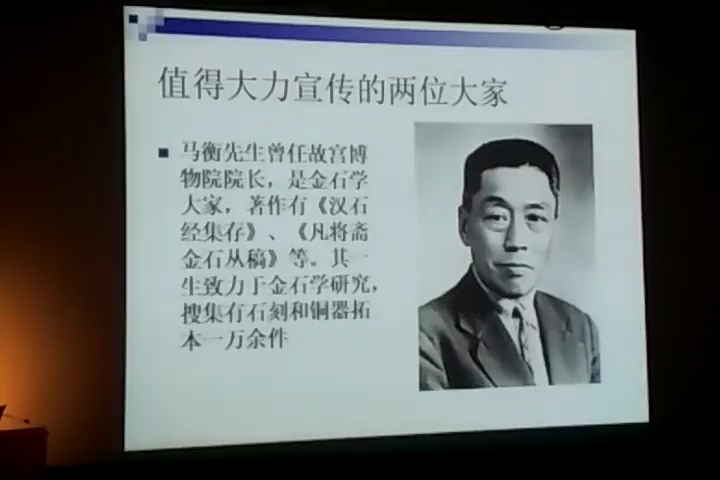 值得大力宣传的两位大家
马衡先生曾任故宫博
物院院长，是金石学
大家，著作有《汉石
经集存》、《凡将斋
金石丛稿》等。其一
生致力于金石学研究，
搜集有石刻和铜器拓
本一万余件